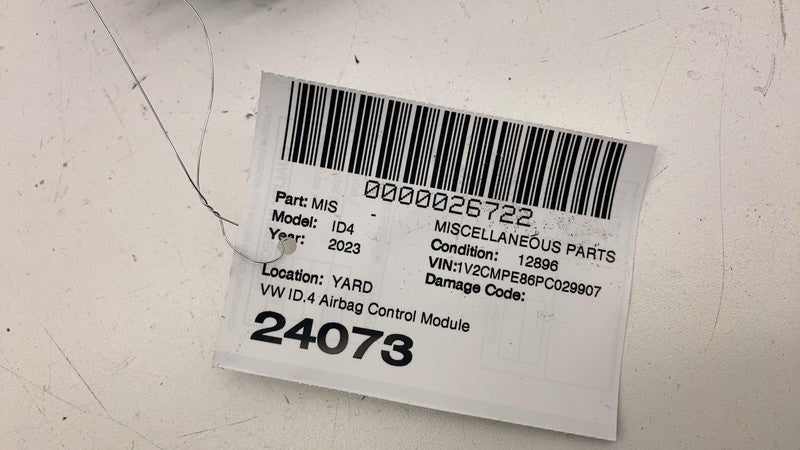 0000026722
Part: MIS - MISCELLANEOUS PARTS
Model: ID4 Condition: 12896
Year: 2023 VIN:1V2CMPE86PC029907
Damage Code:
Location: YARD
VW ID.4 Airbag Control Module
24073